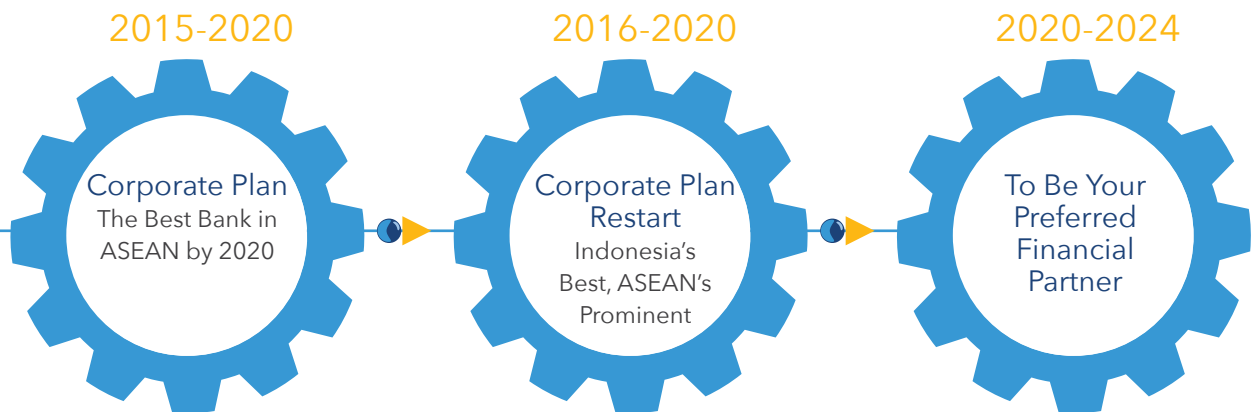 2015-2020
Corporate Plan
The Best Bank in
ASEAN by 2020
2016-2020
Corporate Plan
Restart
Indonesia’s
Best, ASEAN’s
Prominent
2020-2024
To Be Your
Preferred
Financial
Partner